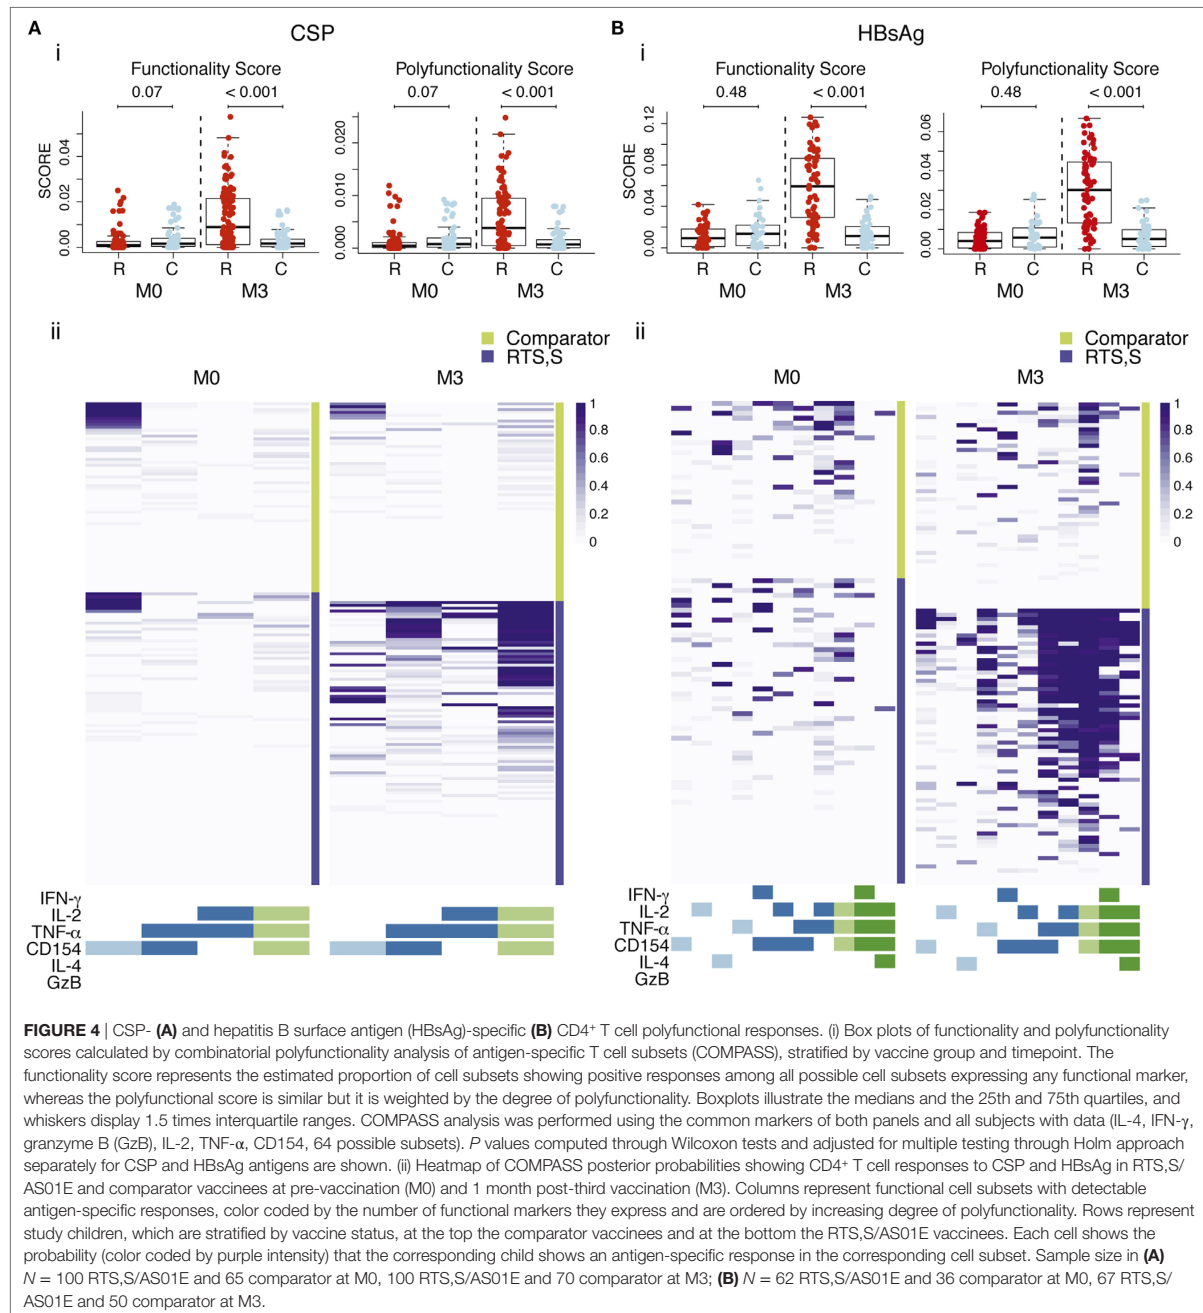 A
CSP
i
Functionality Score
0.07
< 0.001
SCORE
0.00
0.02
0.04
R
C
R
C
M0
M3
Polyfunctionality Score
0.07
< 0.001
0.000
0.010
0.020
R
C
R
C
M0
M3
B
HBsAg
i
Functionality Score
0.48
< 0.001
SCORE
0.00
0.04
0.08
0.12
R
C
R
C
M0
M3
Polyfunctionality Score
0.48
< 0.001
0.00
0.02
0.04
0.06
R
C
R
C
M0
M3
ii
Comparator
RTS,S
M0
M3
1
0.8
0.6
0.4
0.2
0
IFN-γ
IL-2
TNF-α
CD154
IL-4
GzB
ii
Comparator
RTS,S
M0
M3
1
0.8
0.6
0.4
0.2
0
IFN-γ
IL-2
TNF-α
CD154
IL-4
GzB
FIGURE 4 | CSP- (A) and hepatitis B surface antigen (HBsAg)-specific (B) CD4+ T cell polyfunctional responses. (i) Box plots of functionality and polyfunctionality
scores calculated by combinatorial polyfunctionality analysis of antigen-specific T cell subsets (COMPASS), stratified by vaccine group and timepoint. The
functionality score represents the estimated proportion of cell subsets showing positive responses among all possible cell subsets expressing any functional marker,
whereas the polyfunctional score is similar but it is weighted by the degree of polyfunctionality. Boxplots illustrate the medians and the 25th and 75th quartiles, and
whiskers display 1.5 times interquartile ranges. COMPASS analysis was performed using the common markers of both panels and all subjects with data (IL-4, IFN-γ,
granzyme B (GzB), IL-2, TNF-α, CD154, 64 possible subsets). P values computed through Wilcoxon tests and adjusted for multiple testing through Holm approach
separately for CSP and HBsAg antigens are shown. (ii) Heatmap of COMPASS posterior probabilities showing CD4+ T cell responses to CSP and HBsAg in RTS,S/
AS01E and comparator vaccinees at pre-vaccination (M0) and 1 month post-third vaccination (M3). Columns represent functional cell subsets with detectable
antigen-specific responses, color coded by the number of functional markers they express and are ordered by increasing degree of polyfunctionality. Rows represent
study children, which are stratified by vaccine status, at the top the comparator vaccinees and at the bottom the RTS,S/AS01E vaccinees. Each cell shows the
probability (color coded by purple intensity) that the corresponding child shows an antigen-specific response in the corresponding cell subset. Sample size in (A)
N = 100 RTS,S/AS01E and 65 comparator at M0, 100 RTS,S/AS01E and 70 comparator at M3; (B) N = 62 RTS,S/AS01E and 36 comparator at M0, 67 RTS,S/
AS01E and 50 comparator at M3.